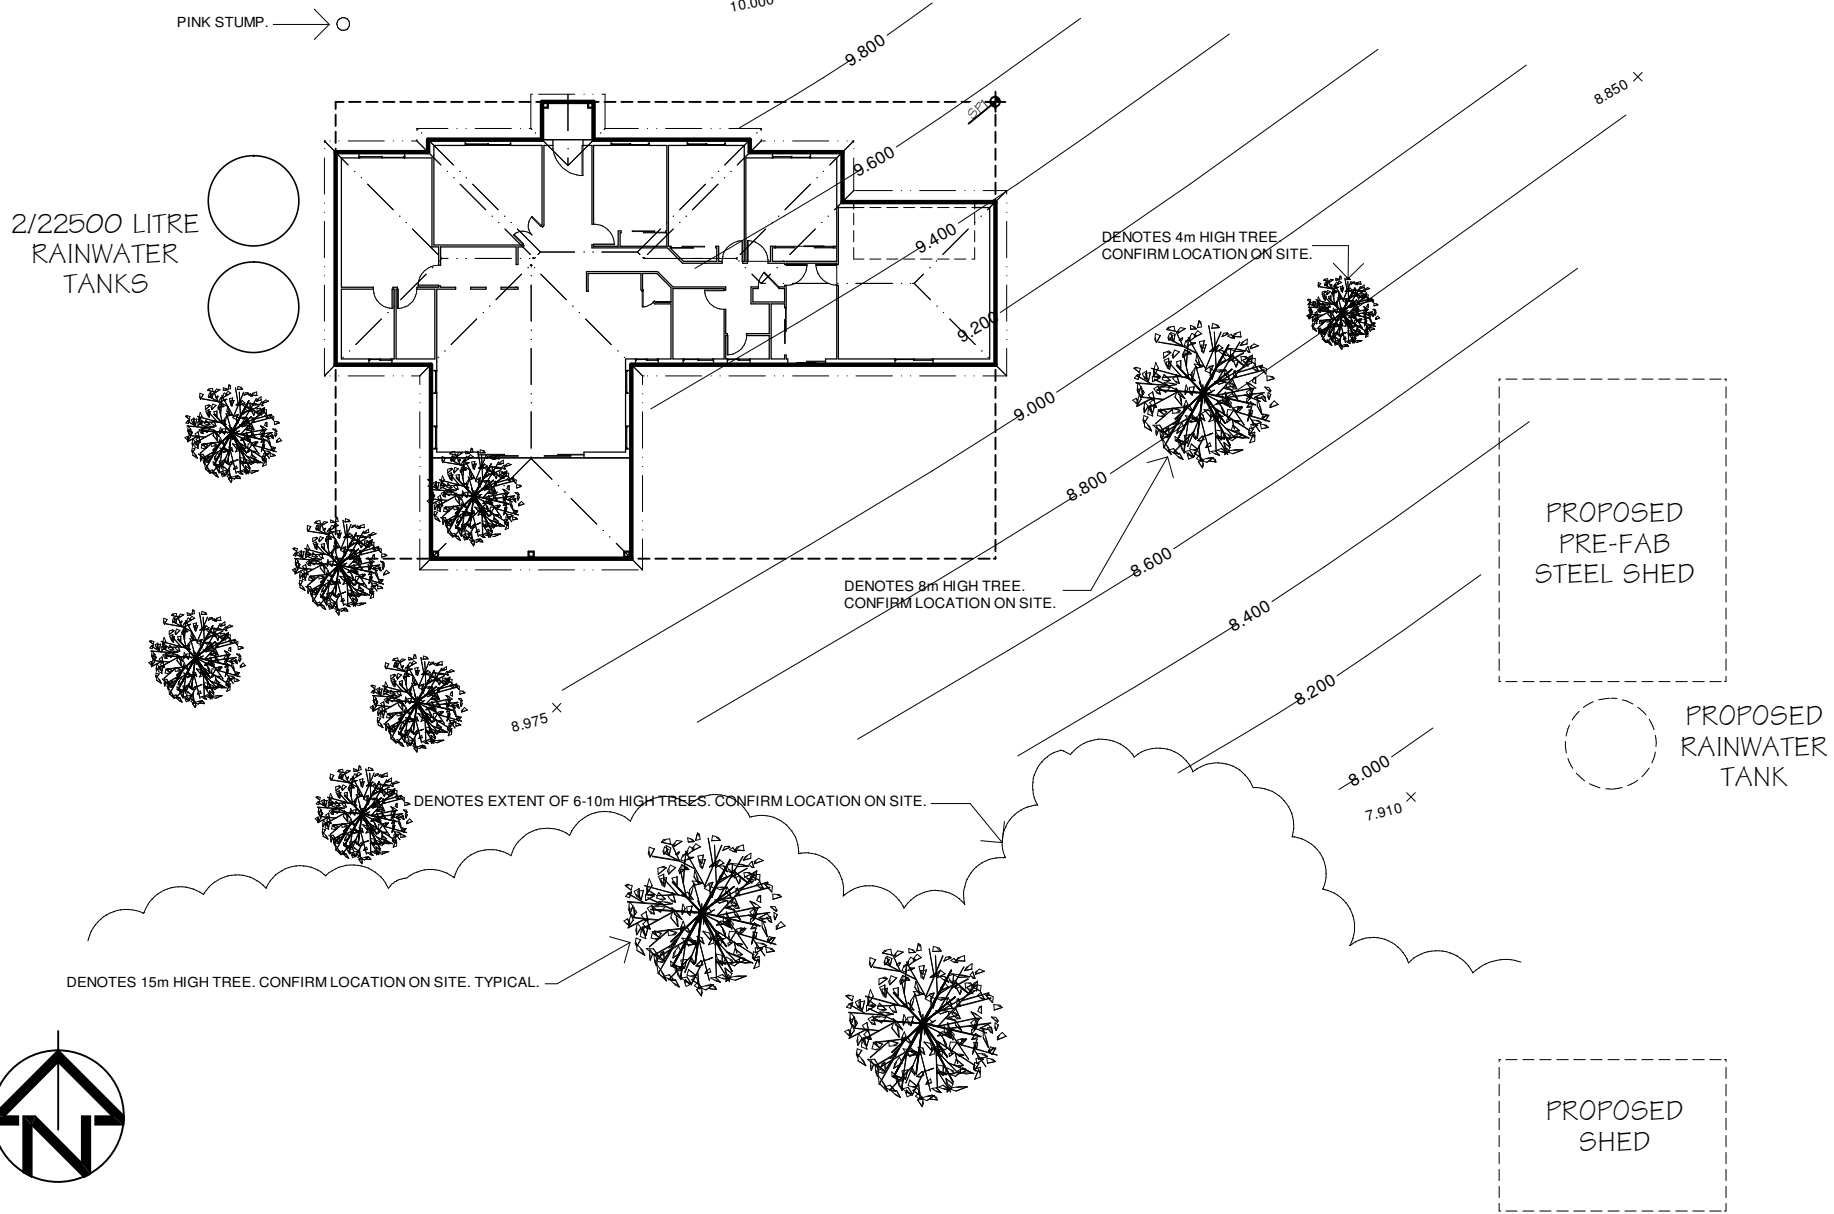 10.000
PINK STUMP.
9.800
8.850
SP1
9.600
2/22500 LITRE
RAINWATER
TANKS
9.400
DENOTES 4m HIGH TREE
CONFIRM LOCATION ON SITE.
9.200
9.000
8.800
PROPOSED
PRE-FAB
STEEL SHED
8.600
DENOTES 8m HIGH TREE.
CONFIRM LOCATION ON SITE.
8.400
8.200
8.975
PROPOSED
RAINWATER
TANK
8.000
7.910
DENOTES EXTENT OF 6-10m HIGH TREES. CONFIRM LOCATION ON SITE.
DENOTES 15m HIGH TREE. CONFIRM LOCATION ON SITE. TYPICAL.
N
PROPOSED
SHED